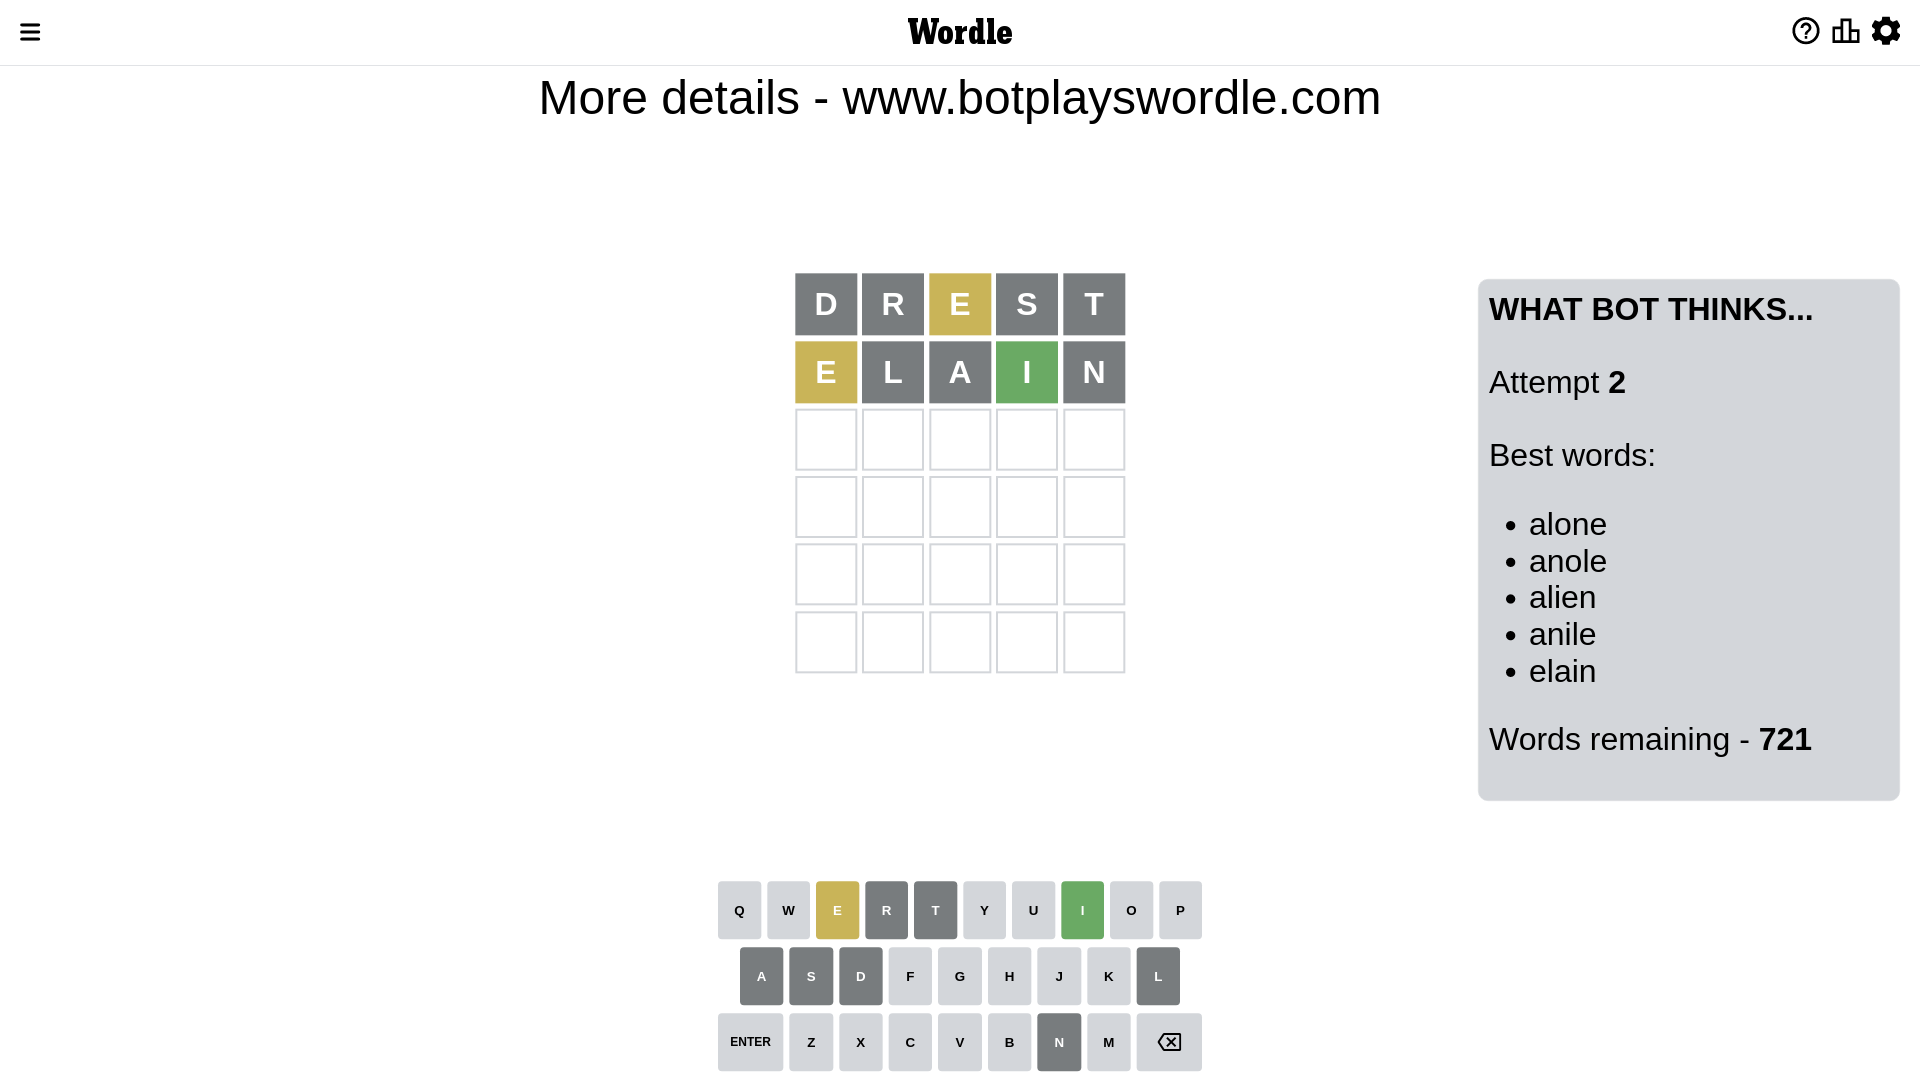 Wordle
More details - www.botplayswordle.com
D R E S T
E L A I N
WHAT BOT THINKS...
Attempt 2
Best words:
• alone
• anole
• alien
• anile
• elain
Words remaining - 721
Q W E R T Y U I O P
A S D F G H J K L
ENTER Z X C V B N M